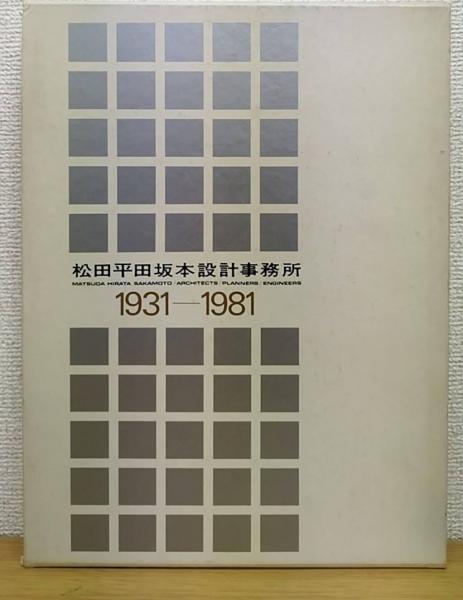 松田平田坂本設計事務所
MATSUDA HIRATA SAKAMOTO / ARCHITECTS / PLANNERS / ENGINEERS
1931—1981